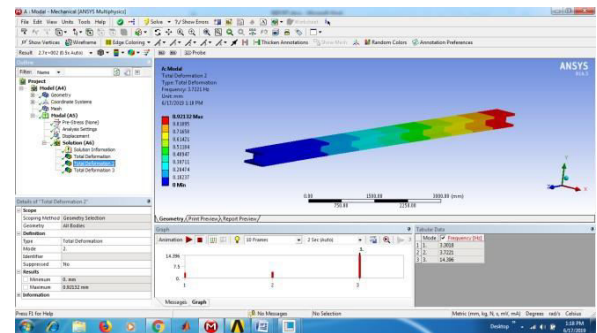 A : Modal - Mechanical [ANSYS Multiphysics]
File Edit View Units Tools Help
Solve ▾ ?/ Show Errors
Worksheet
Show Vertices Wireframe Edge Coloring ▾
Thicken Annotations
Random Colors Annotation Preferences
Result
Probe
Outline
Filter: Name
Project
Model (A4)
Geometry
Coordinate Systems
Mesh
Modal (A5)
Pre-Stress (None)
Analysis Settings
Displacement
Solution (A6)
Solution Information
Total Deformation
Total Deformation 2
Total Deformation 3
A: Modal
Total Deformation 2
Type: Total Deformation
Frequency: 3.7221 Hz
Unit: mm
6/17/2019 1:18 PM
0.92132 Max
0.81895
0.71658
0.61421
0.51184
0.40947
0.30711
0.20474
0.10237
0 Min
ANSYS
0.00 1500.00 3000.00 (mm)
750.00 2250.00
Geometry / Print Preview / Report Preview /
Details of "Total Deformation 2"
Scope
Scoping Method Geometry Selection
Geometry All Bodies
Definition
Type Total Deformation
Mode 2.
Identifier
Suppressed No
Results
Minimum 0. mm
Maximum 0.92132 mm
Information
Graph
Animation 10 Frames 2 Sec (Auto)
14.396
7.5
0.
1 2 3
Messages Graph
Tabular Data
Mode Frequency [Hz]
1 1.
2 2. 3.7221
3 3. 14.396
Press F1 for Help
No Messages No Selection Metric (mm, kg, N, s, mV, mA) Degrees rad/s Celsius
Desktop
1:18 PM
6/17/2019